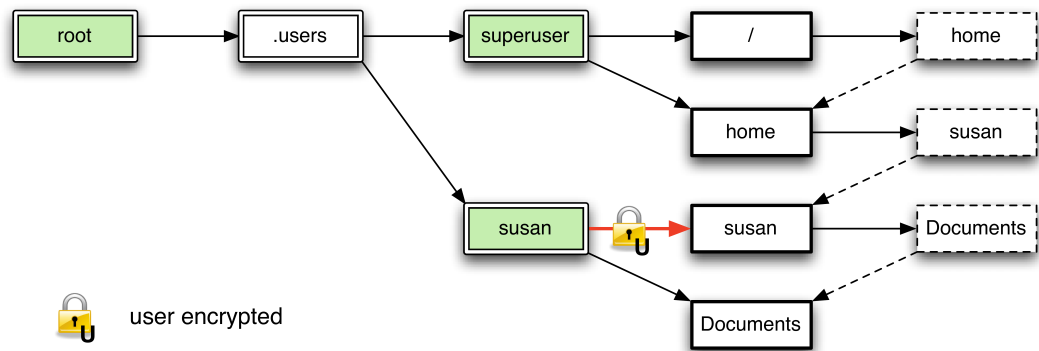 root
.users
superuser
/
home
home
susan
susan
U
susan
Documents
Documents
U
user encrypted